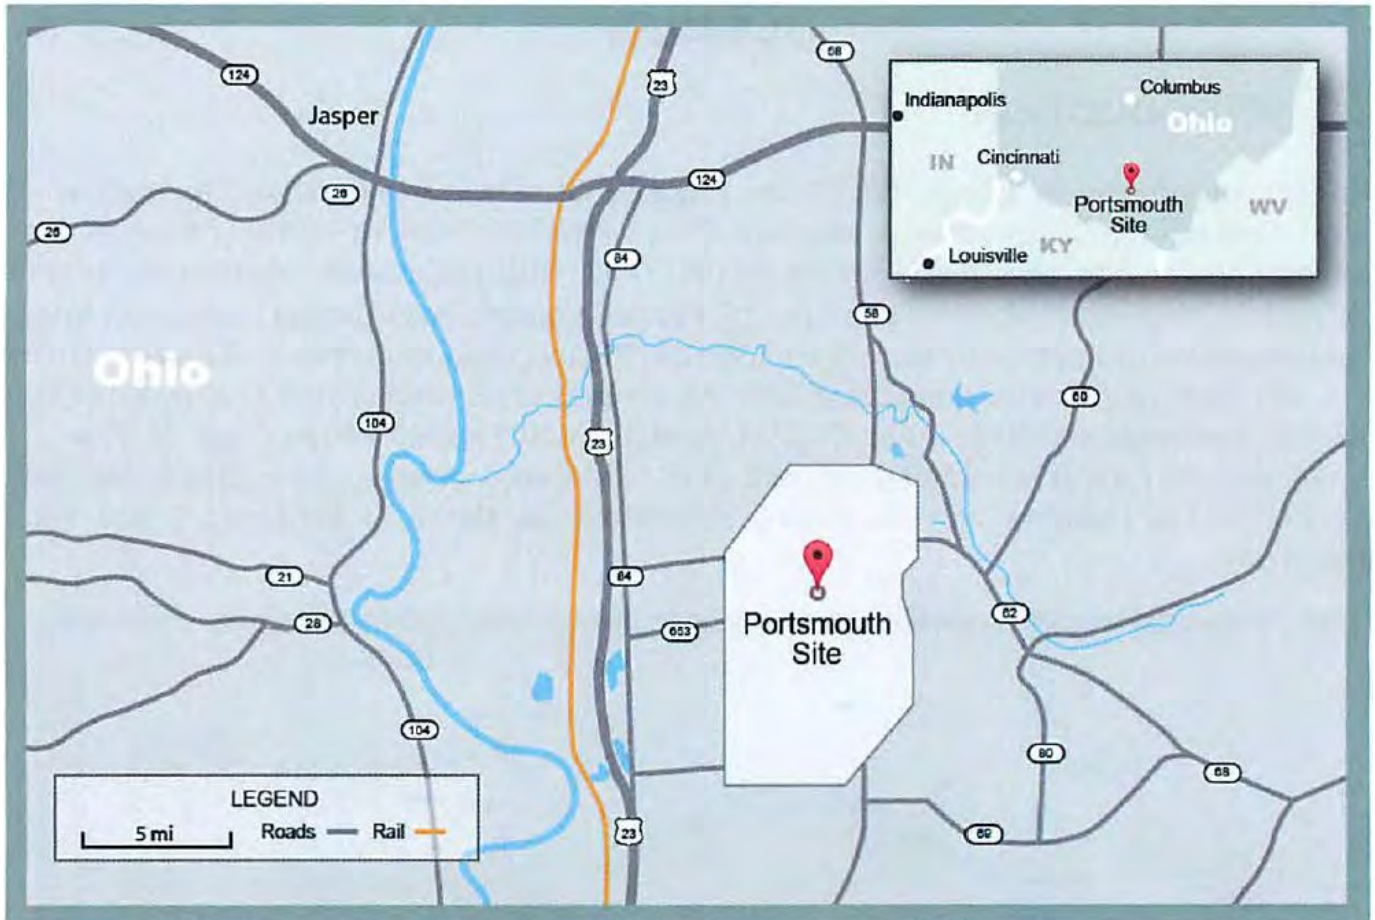 124
Jasper
26
26
124
23
58
Indianapolis
Columbus
Ohio
IN
Cincinnati
Portsmouth
Site
WV
KY
Louisville
84
58
Ohio
104
23
60
21
84
28
653
Portsmouth
Site
62
104
80
68
69
23
LEGEND
5 mi
Roads
Rail